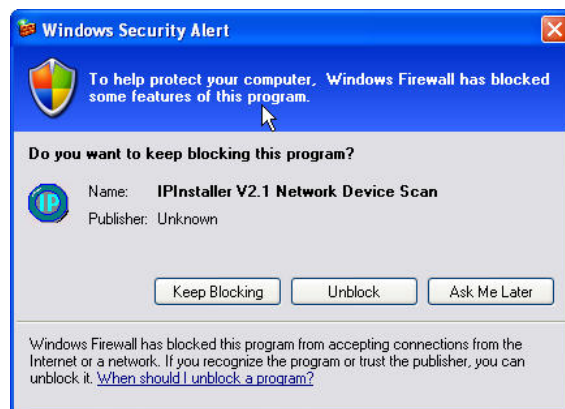 Windows Security Alert
To help protect your computer, Windows Firewall has blocked
some features of this program.
Do you want to keep blocking this program?
IP
Name: IPInstaller V2.1 Network Device Scan
Publisher: Unknown
Keep Blocking Unblock Ask Me Later
Windows Firewall has blocked this program from accepting connections from the
Internet or a network. If you recognize the program or trust the publisher, you can
unblock it. When should I unblock a program?